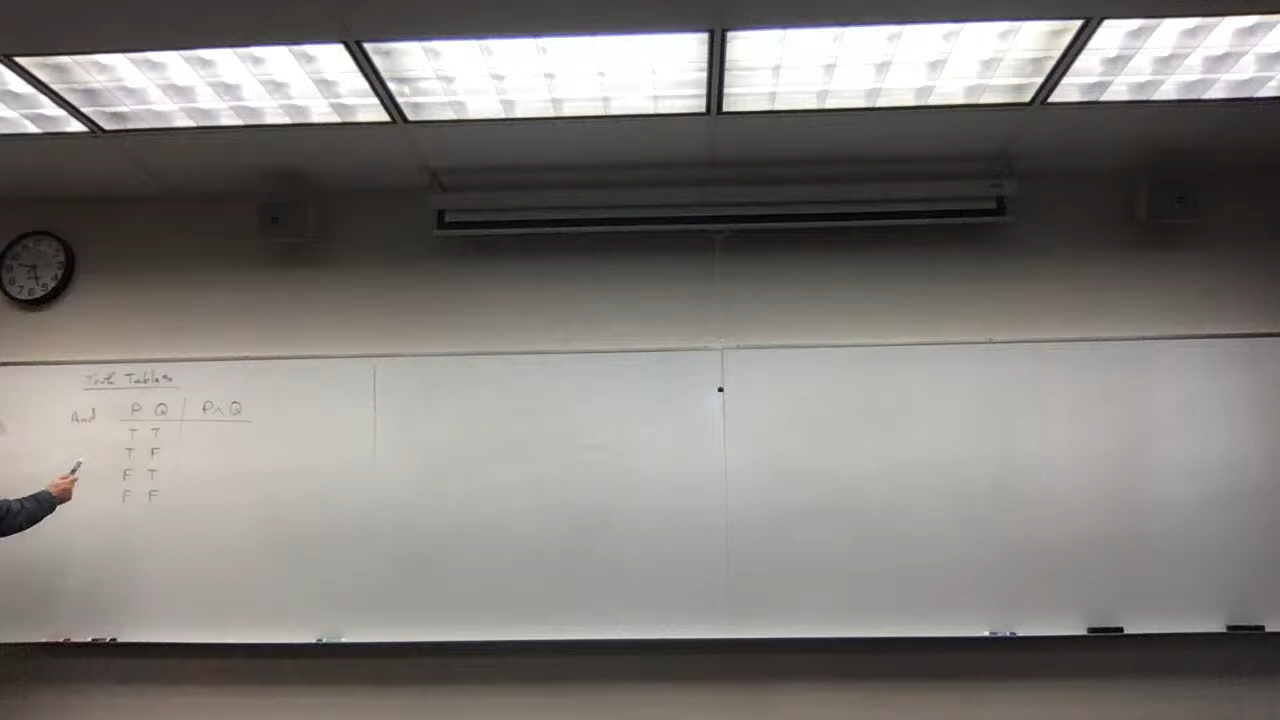 Truth Tables
And P Q | P∧Q
T T
T F
F T
F F